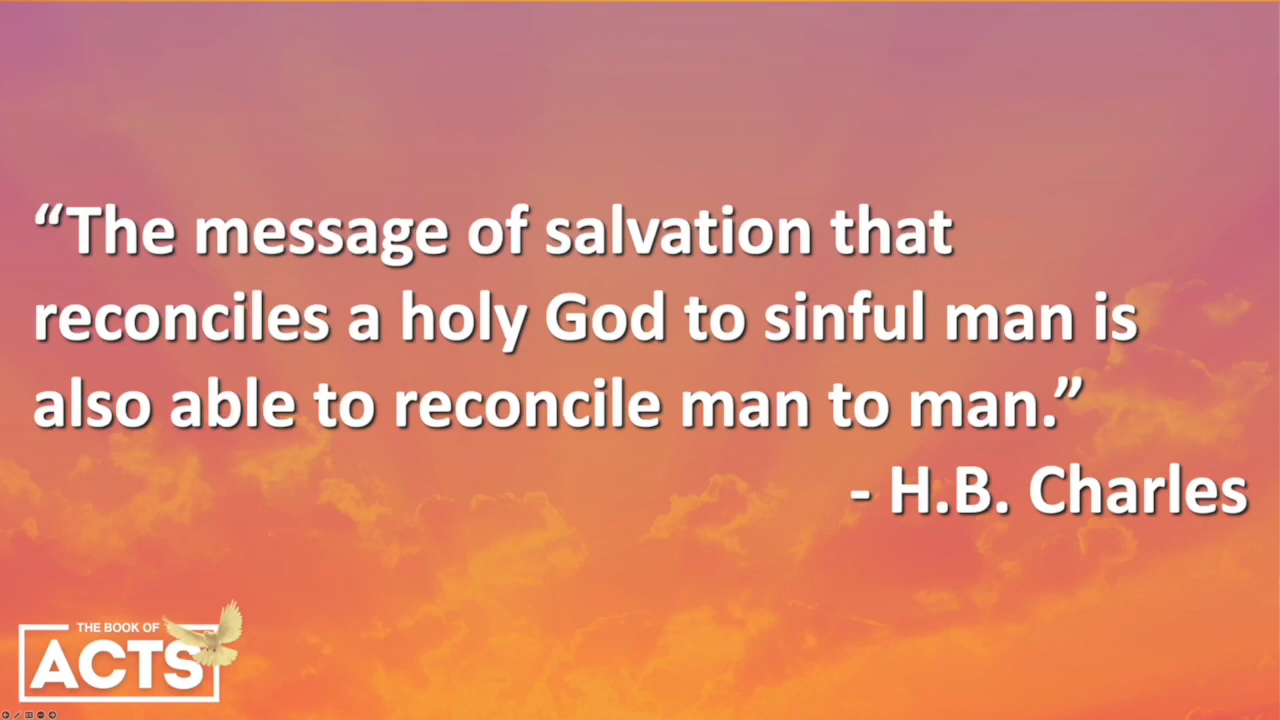 “The message of salvation that
reconciles a holy God to sinful man is
also able to reconcile man to man.”
- H.B. Charles
THE BOOK OF
ACTS